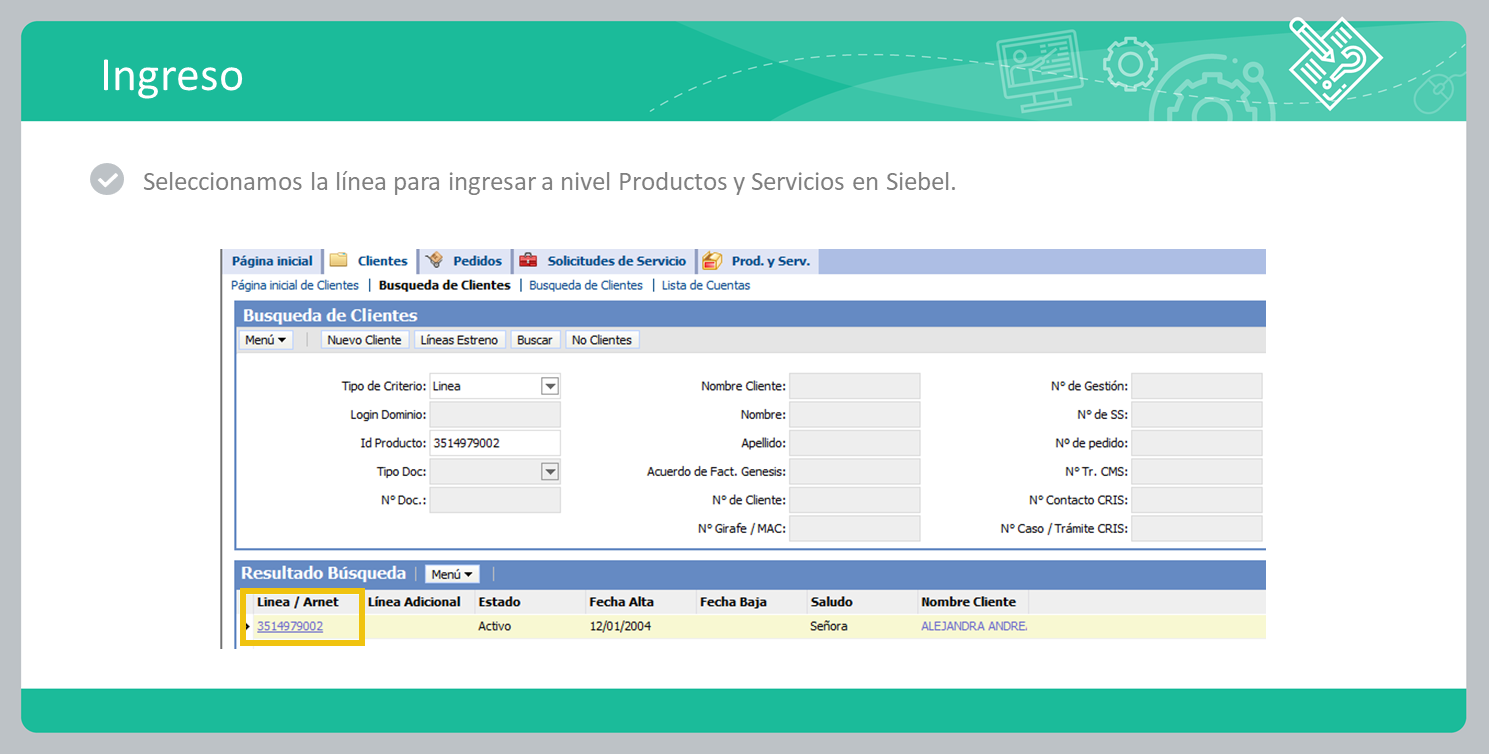 Ingreso
Seleccionamos la línea para ingresar a nivel Productos y Servicios en Siebel.
Página inicial Clientes Pedidos Solicitudes de Servicio Prod. y Serv.
Página inicial de Clientes | Busqueda de Clientes | Busqueda de Clientes | Lista de Cuentas
Busqueda de Clientes
Menú Nuevo Cliente Líneas Estreno Buscar No Clientes
Tipo de Criterio: Linea Nombre Cliente: Nº de Gestión:
Login Dominio: Nombre: Nº de SS:
Id Producto: 3514979002 Apellido: Nº de pedido:
Tipo Doc: Acuerdo de Fact. Genesis: Nº Tr. CMS:
Nº Doc.: Nº de Cliente: Nº Contacto CRIS:
Nº Girafe / MAC: Nº Caso / Trámite CRIS:
Resultado Búsqueda Menú
Linea / Arnet Línea Adicional Estado Fecha Alta Fecha Baja Saludo Nombre Cliente
3514979002 Activo 12/01/2004 Señora ALEJANDRA ANDRE